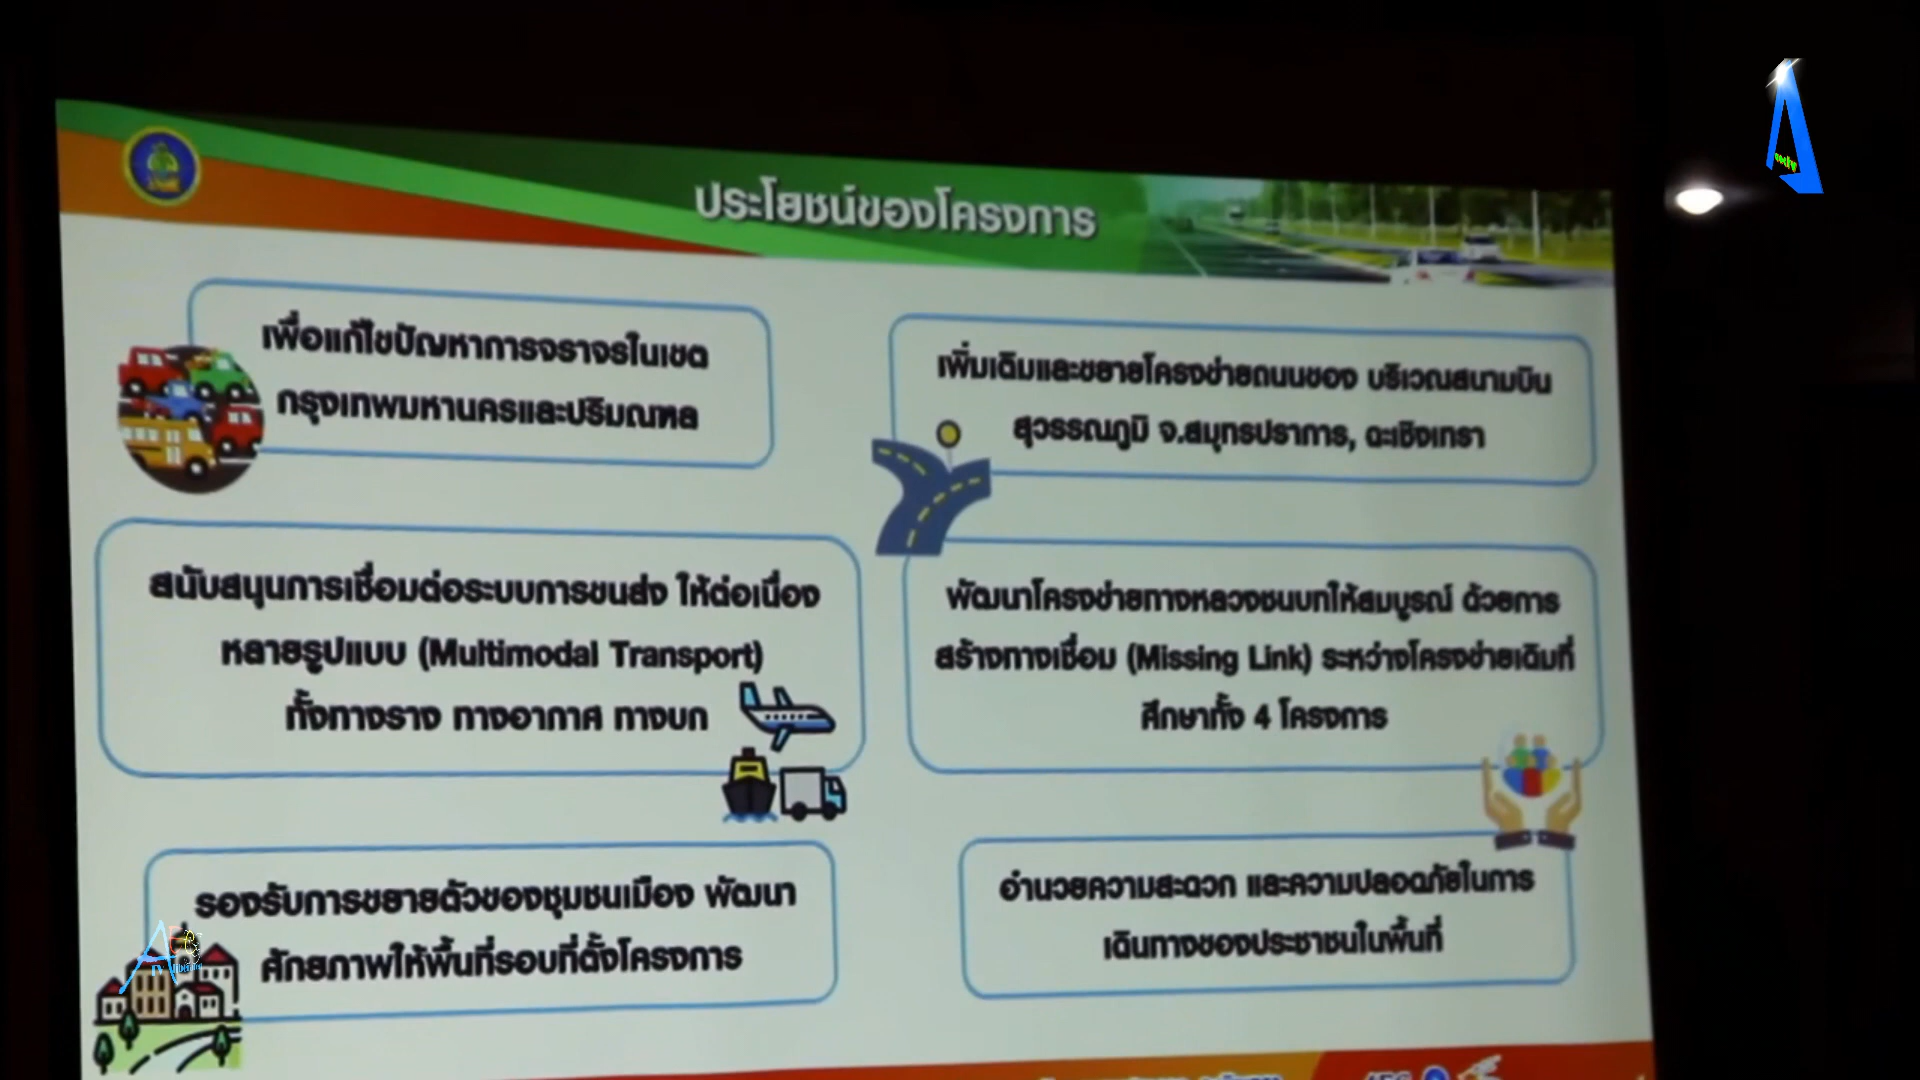 ประโยชน์ของโครงการ
เพื่อแก้ไขปัญหาการจราจรในเขต
กรุงเทพมหานครและปริมณฑล
เพิ่มเติมและขยายโครงข่ายถนนของ บริเวณสนามบิน
สุวรรณภูมิ จ.สมุทรปราการ, ฉะเชิงเทรา
สนับสนุนการเชื่อมต่อระบบการขนส่ง ให้ต่อเนื่อง
หลายรูปแบบ (Multimodal Transport)
ทั้งทางราง ทางอากาศ ทางบก
พัฒนาโครงข่ายทางหลวงชนบทให้สมบูรณ์ ด้วยการ
สร้างทางเชื่อม (Missing Link) ระหว่างโครงข่ายเดิมที่
ศึกษาทั้ง 4 โครงการ
รองรับการขยายตัวของชุมชนเมือง พัฒนา
ศักยภาพให้พื้นที่รอบที่ตั้งโครงการ
อำนวยความสะดวก และความปลอดภัยในการ
เดินทางของประชาชนในพื้นที่